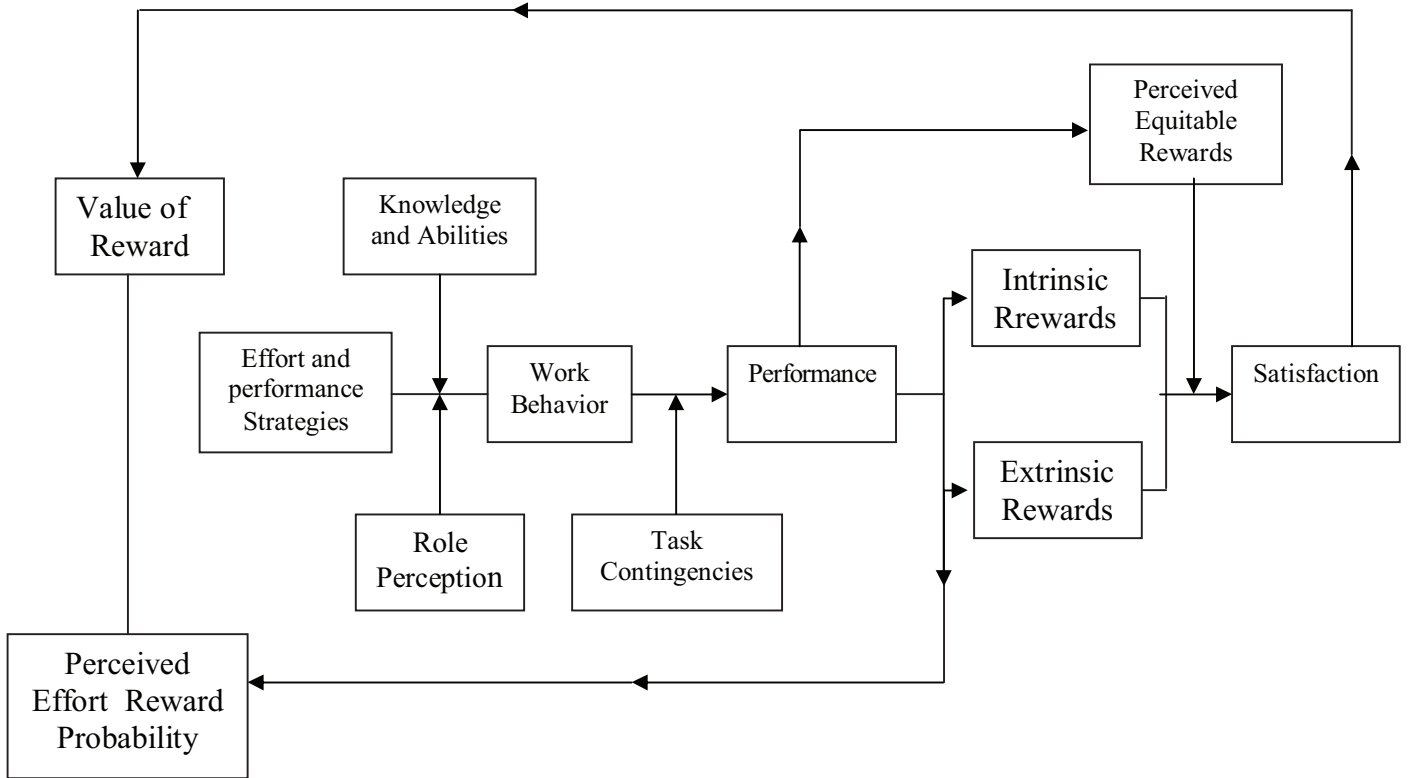 Perceived
Equitable
Rewards
Value of
Reward
Knowledge
and Abilities
Intrinsic
Rrewards
Effort and
performance
Strategies
Work
Behavior
Performance
Satisfaction
Extrinsic
Rewards
Role
Perception
Task
Contingencies
Perceived
Effort Reward
Probability